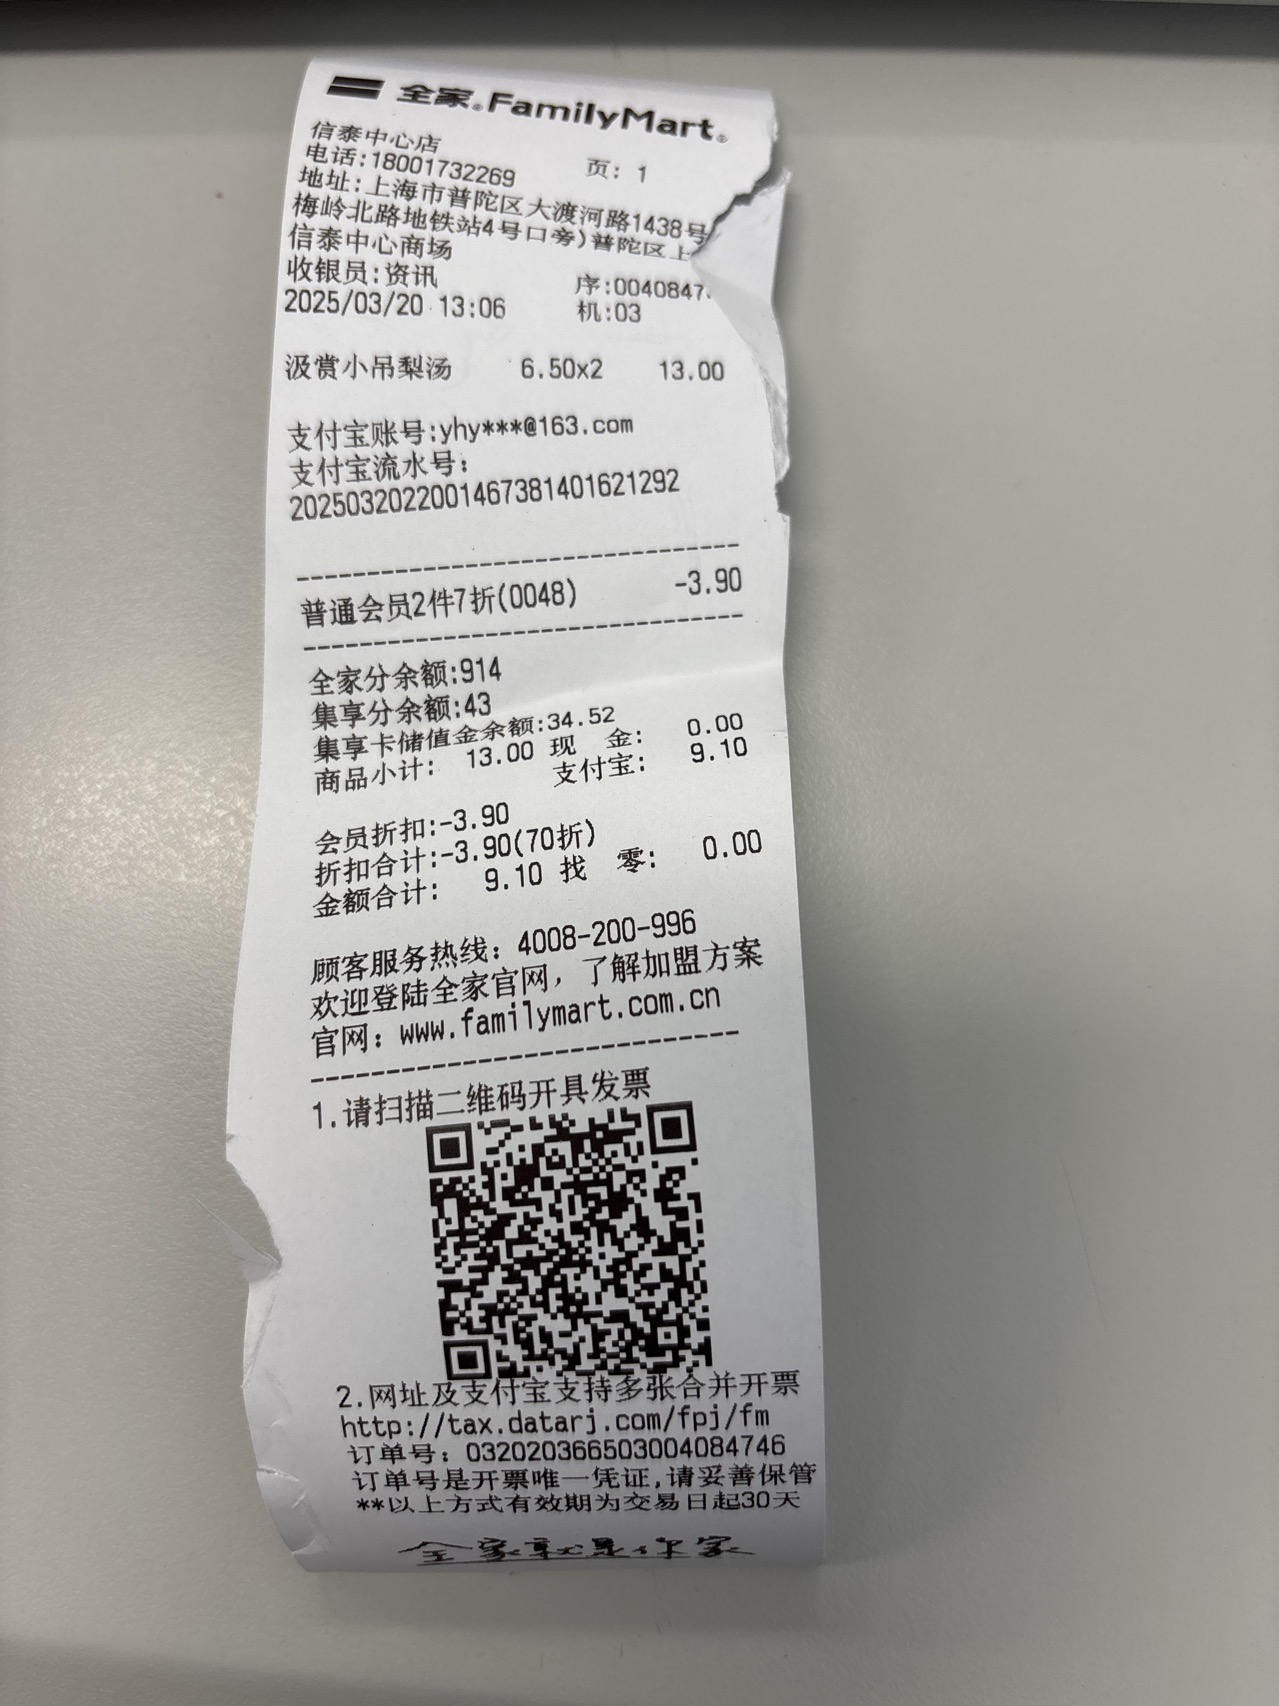 全家®FamilyMart®
信泰中心店
电话:18001732269 页: 1
地址:上海市普陀区大渡河路1438号
梅岭北路地铁站4号口旁)普陀区上
信泰中心商场
收银员:资讯 序:0040847
2025/03/20 13:06 机:03
汲赏小吊梨汤 6.50x2 13.00
支付宝账号:yhy***@163.com
支付宝流水号:
2025032022001467381401621292
普通会员2件7折(0048) -3.90
全家分余额:914
集享分余额:43
集享卡储值金余额:34.52
商品小计: 13.00 现 金: 0.00
支付宝: 9.10
会员折扣:-3.90
折扣合计:-3.90(70折)
金额合计: 9.10 找 零: 0.00
顾客服务热线: 4008-200-996
欢迎登陆全家官网, 了解加盟方案
官网: www.familymart.com.cn
1.请扫描二维码开具发票
2.网址及支付宝支持多张合并开票
http://tax.datarj.com/fpj/fm
订单号: 032020366503004084746
订单号是开票唯一凭证,请妥善保管
**以上方式有效期为交易日起30天
全家就是你家